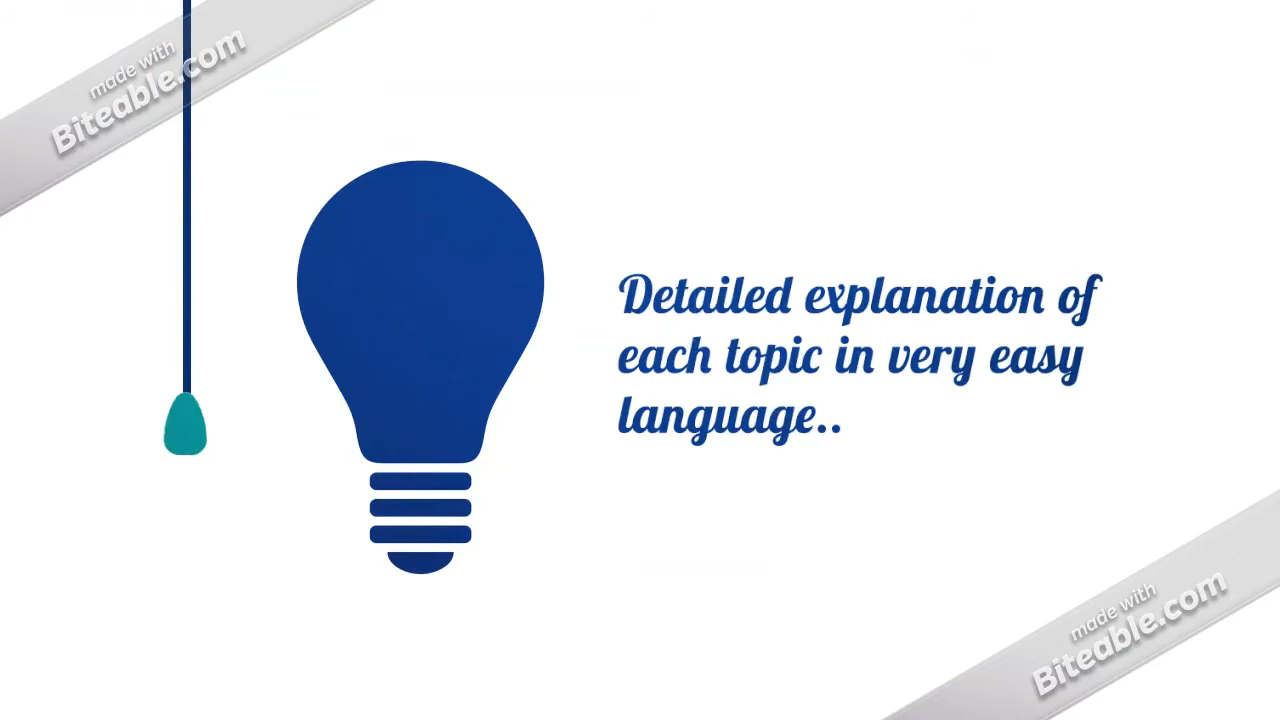 made with
Biteable.com
Detailed explanation of
each topic in very easy
language..
made with
Biteable.com